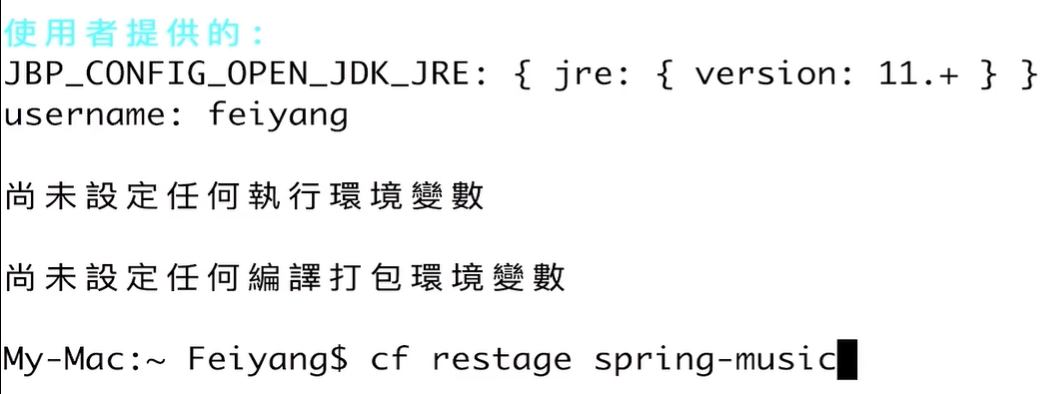 使用者提供的:
JBP_CONFIG_OPEN_JDK_JRE: { jre: { version: 11.+ } }
username: feiyang
尚未設定任何執行環境變數
尚未設定任何編譯打包環境變數
My-Mac:~ Feiyang$ cf restage spring-music